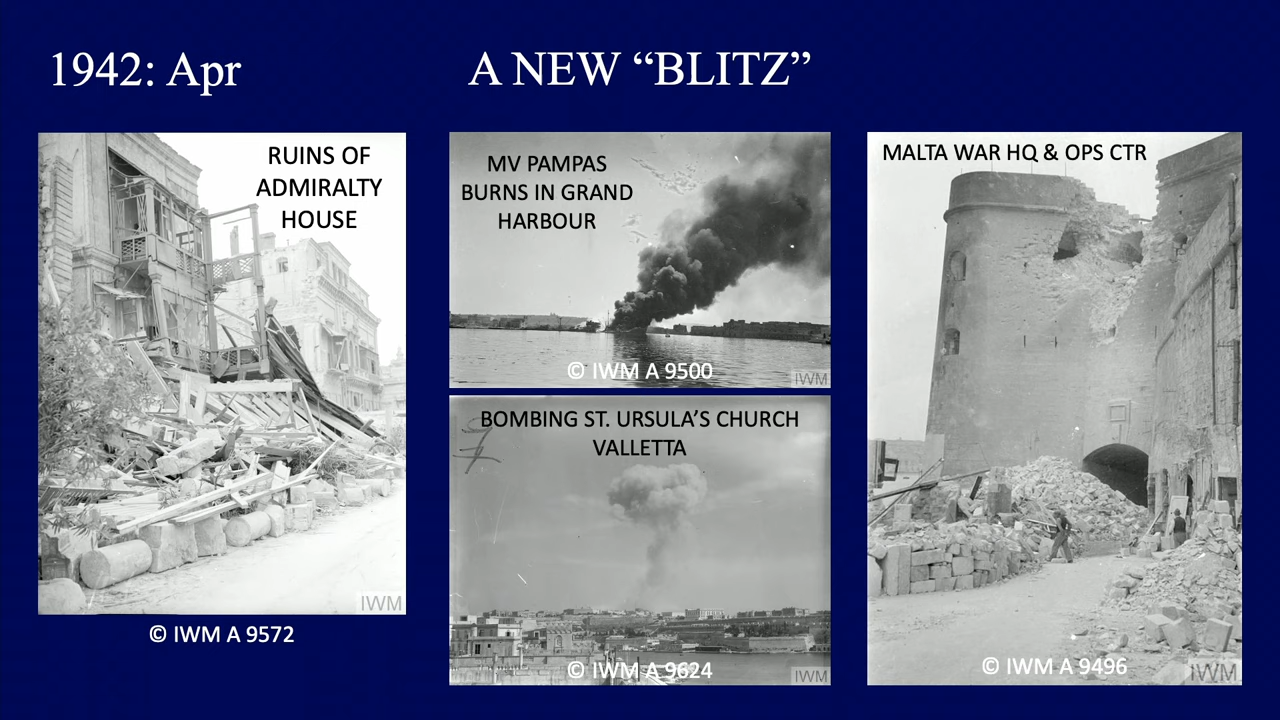 1942: Apr
A NEW “BLITZ”
RUINS OF
ADMIRALTY
HOUSE
IWM
© IWM A 9572
MV PAMPAS
BURNS IN GRAND
HARBOUR
© IWM A 9500
IWM
BOMBING ST. URSULA’S CHURCH
VALLETTA
© IWM A 9624
IWM
MALTA WAR HQ & OPS CTR
© IWM A 9496
IWM